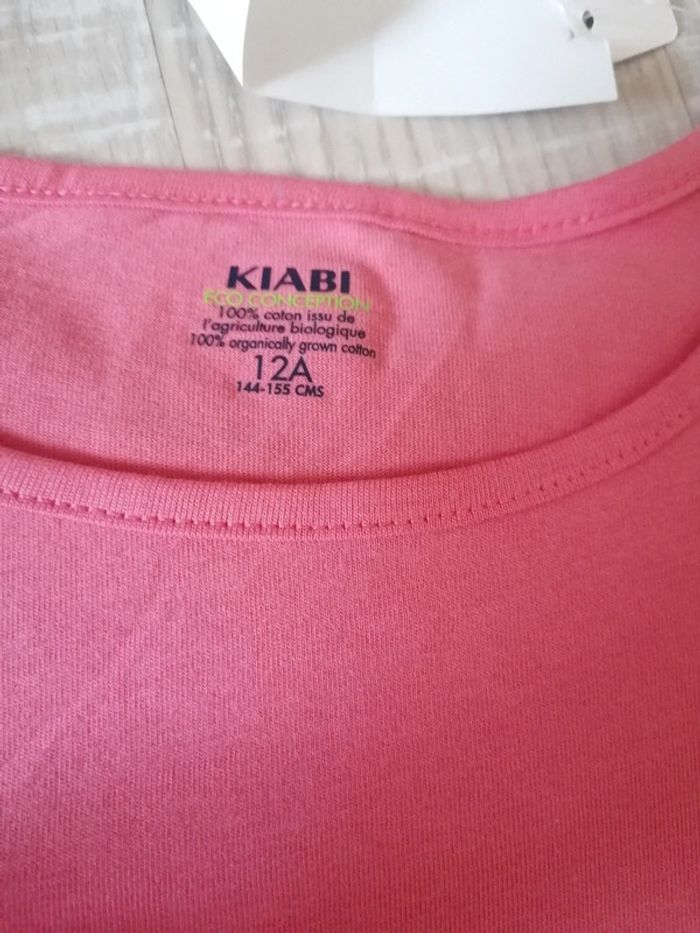 KIABI
ECO CONCEPTION
100% coton issu de
l'agriculture biologique
100% organically grown cotton
12A
144-155 CMS